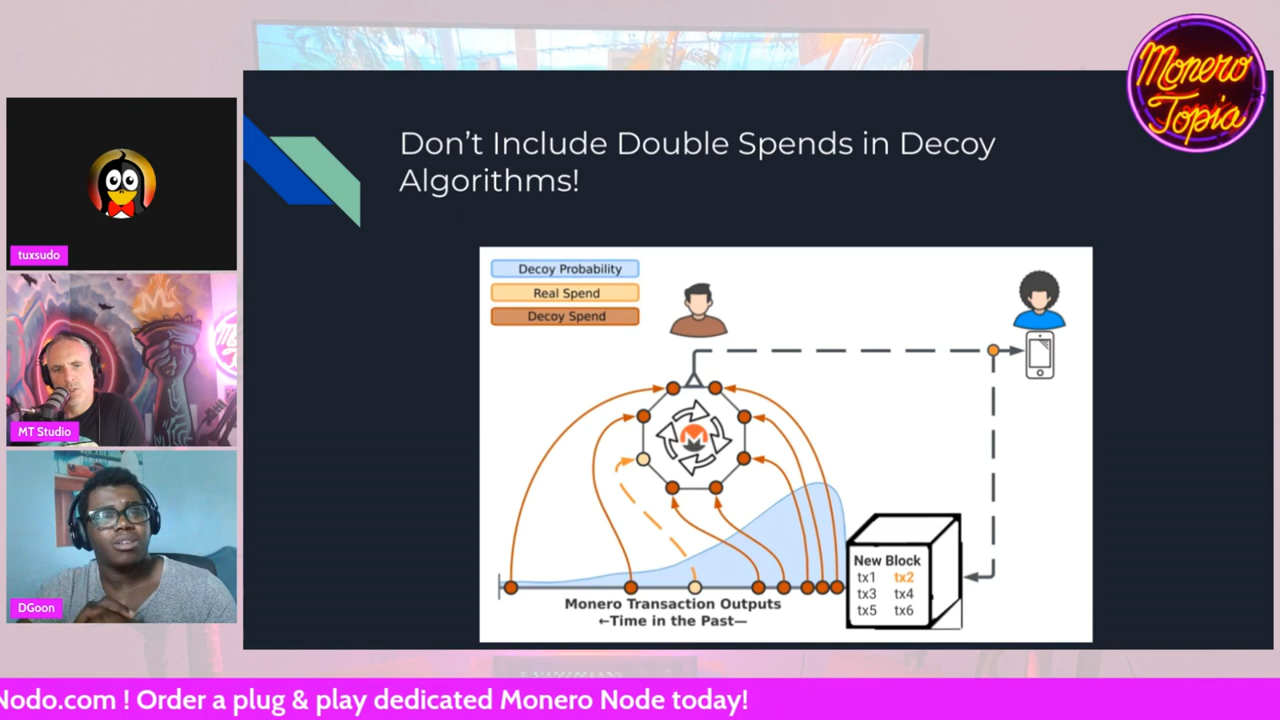 Monero
Topia
Don't Include Double Spends in Decoy
Algorithms!
tuxsudo
MT Studio
DGoon
Decoy Probability
Real Spend
Decoy Spend
New Block
tx1 tx2
tx3 tx4
tx5 tx6
Monero Transaction Outputs
←Time in the Past—
Nodo.com ! Order a plug & play dedicated Monero Node today!